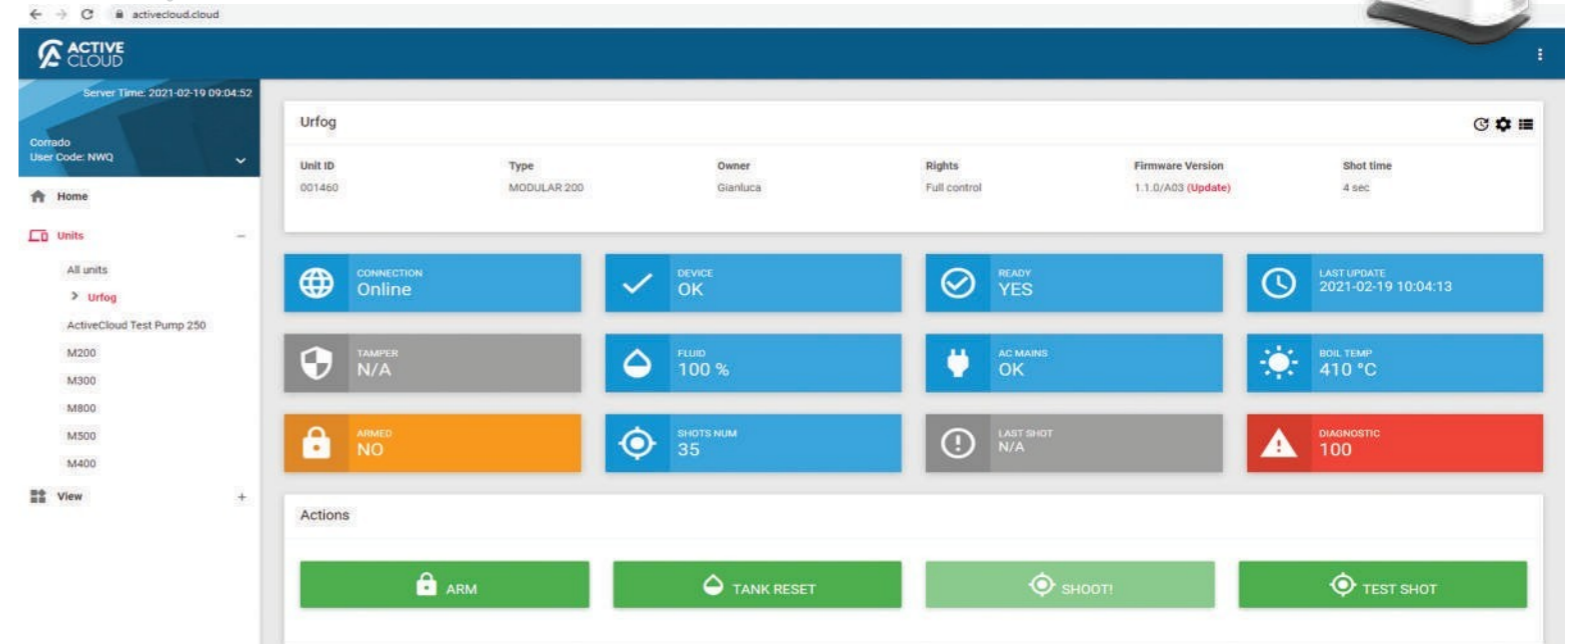 activecloud.cloud
ACTIVE
CLOUD
Server Time: 2021-02-19 09:04:52
Corrado
User Code: NWQ
Home
Units
All units
Urfog
ActiveCloud Test Pump 250
M200
M300
M800
M500
M400
View
Urfog
Unit ID Type Owner Rights Firmware Version Shot time
001460 MODULAR 200 Gianluca Full control 1.1.0/A03 (Update) 4 sec
CONNECTION DEVICE READY LAST UPDATE
Online OK YES 2021-02-19 10:04:13
TAMPER FLUID AC MAINS BOIL TEMP
N/A 100 % OK 410 °C
ARMED SHOTS NUM LAST SHOT DIAGNOSTIC
NO 35 N/A 100
Actions
ARM TANK RESET SHOOT! TEST SHOT